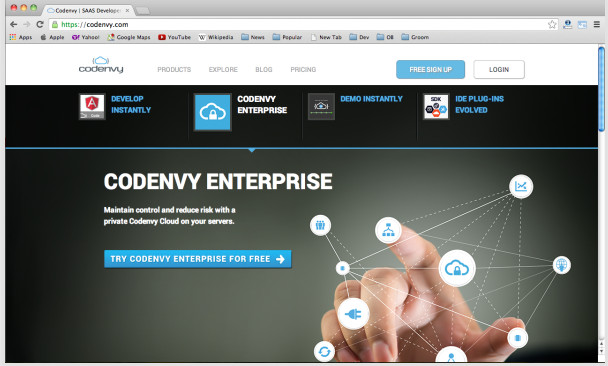 Codenvy | SAAS Develope
https://codenvy.com
Apps Apple Yahoo! Google Maps YouTube Wikipedia News Popular New Tab Dev OB Groom
codenvy PRODUCTS EXPLORE BLOG PRICING FREE SIGN UP LOGIN
DEVELOP
INSTANTLY
CODENVY
ENTERPRISE
DEMO INSTANTLY
SDK
IDE PLUG-INS
EVOLVED
CODENVY ENTERPRISE
Maintain control and reduce risk with a
private Codenvy Cloud on your servers.
TRY CODENVY ENTERPRISE FOR FREE